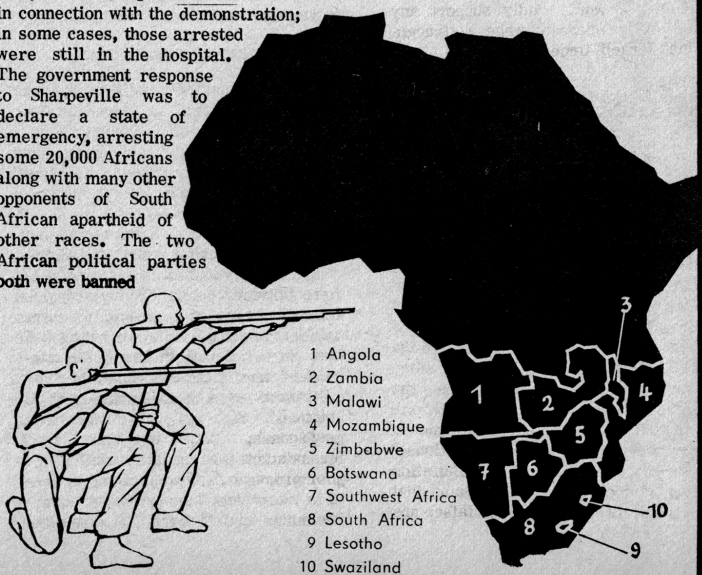 in connection with the demonstration;
in some cases, those arrested
were still in the hospital.
The government response
to Sharpeville was to
declare a state of
emergency, arresting
some 20,000 Africans
along with many other
opponents of South
African apartheid of
other races. The two
African political parties
both were banned
1 Angola
2 Zambia
3 Malawi
4 Mozambique
5 Zimbabwe
6 Botswana
7 Southwest Africa
8 South Africa
9 Lesotho
10 Swaziland
3
1
2
4
5
6
7
8
10
9